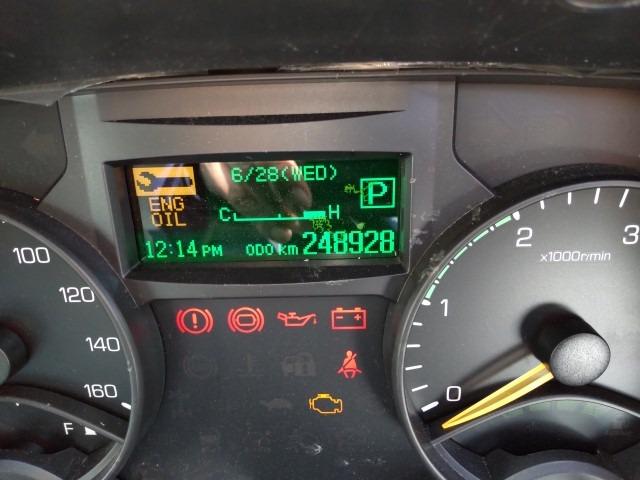 6/28(WED)
P
ENG
OIL
C H
12:14 PM ODO km 248928
100
120
140
160
F
0
1
2
3
x1000r/min